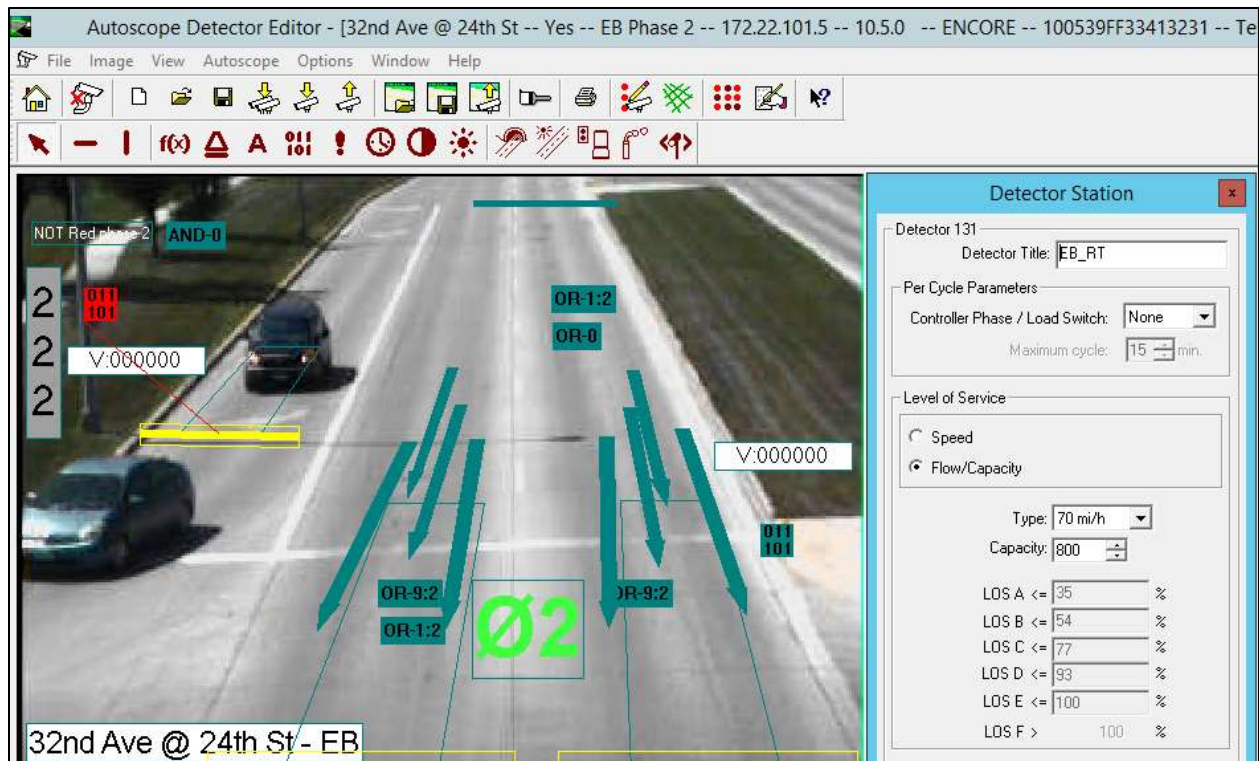 Autoscope Detector Editor - [32nd Ave @ 24th St -- Yes -- EB Phase 2 -- 172.22.101.5 -- 10.5.0 -- ENCORE -- 100539FF33413231 -- Te
File Image View Autoscope Options Window Help
f(x) A 011 101 !
Detector Station
x
NOT Red phase 2 AND-0
Detector 131
Detector Title: EB_RT
2
011
101
OR-1:2
Per Cycle Parameters
Controller Phase / Load Switch: None
OR-0
Maximum cycle: 15 min.
2
V:000000
2
Level of Service
Speed
V:000000
Flow/Capacity
Type: 70 mi/h
011
101
Capacity: 800
OR-9:2
OR-9:2
LOS A <= 35 %
OR-1:2
Ø2
LOS B <= 54 %
LOS C <= 77 %
LOS D <= 93 %
LOS E <= 100 %
LOS F > 100 %
32nd Ave @ 24th St - EB